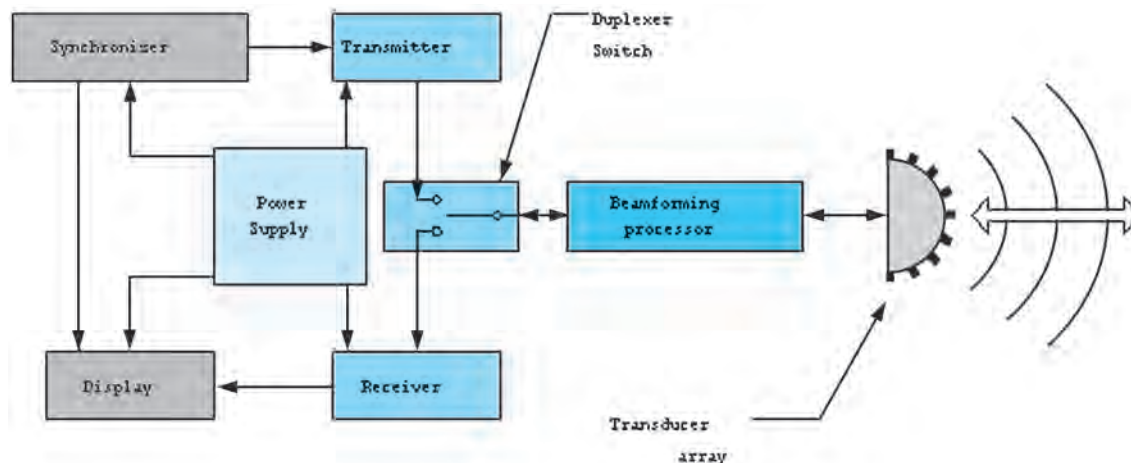 Synchronizer
Transmitter
Duplexer
Switch
Power
Supply
Beamforming
processor
Display
Receiver
Transducer
array